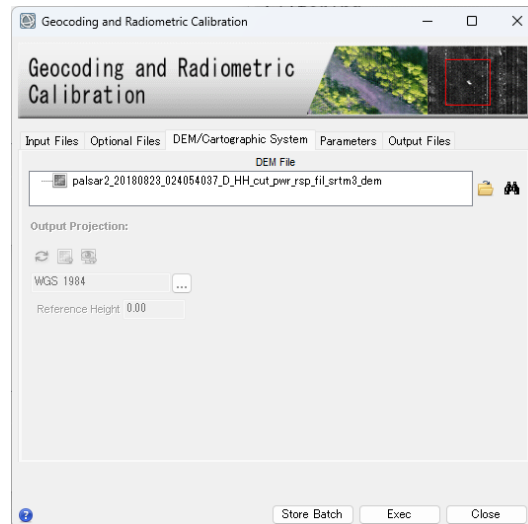 Geocoding and Radiometric Calibration
Geocoding and Radiometric
Calibration
Input Files Optional Files DEM/Cartographic System Parameters Output Files
DEM File
palsar2_20180823_024054037_D_HH_cut_pwr_rsp_fil_srtm3_dem
Output Projection:
WGS 1984
...
Reference Height 0.00
Store Batch Exec Close